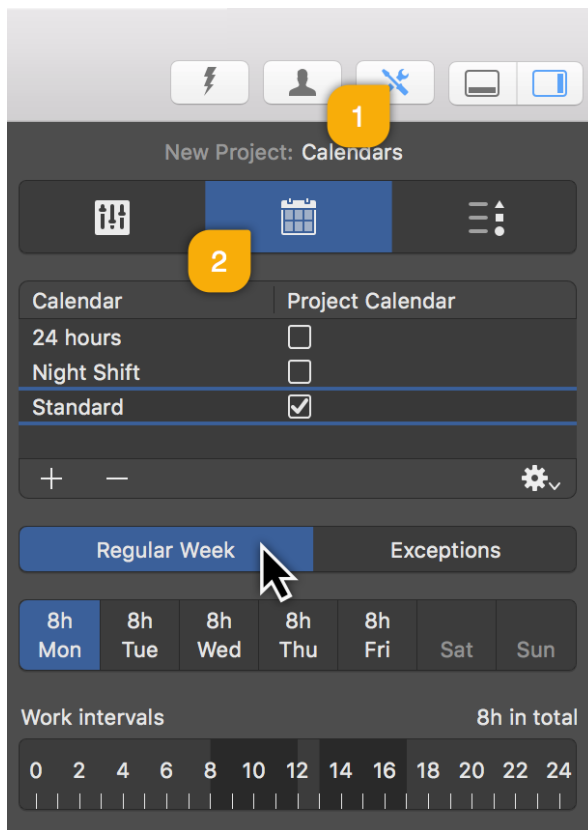 1
New Project: Calendars
2
Calendar Project Calendar
24 hours
Night Shift
Standard
Regular Week Exceptions
8h 8h 8h 8h 8h
Mon Tue Wed Thu Fri Sat Sun
Work intervals 8h in total
0 2 4 6 8 10 12 14 16 18 20 22 24